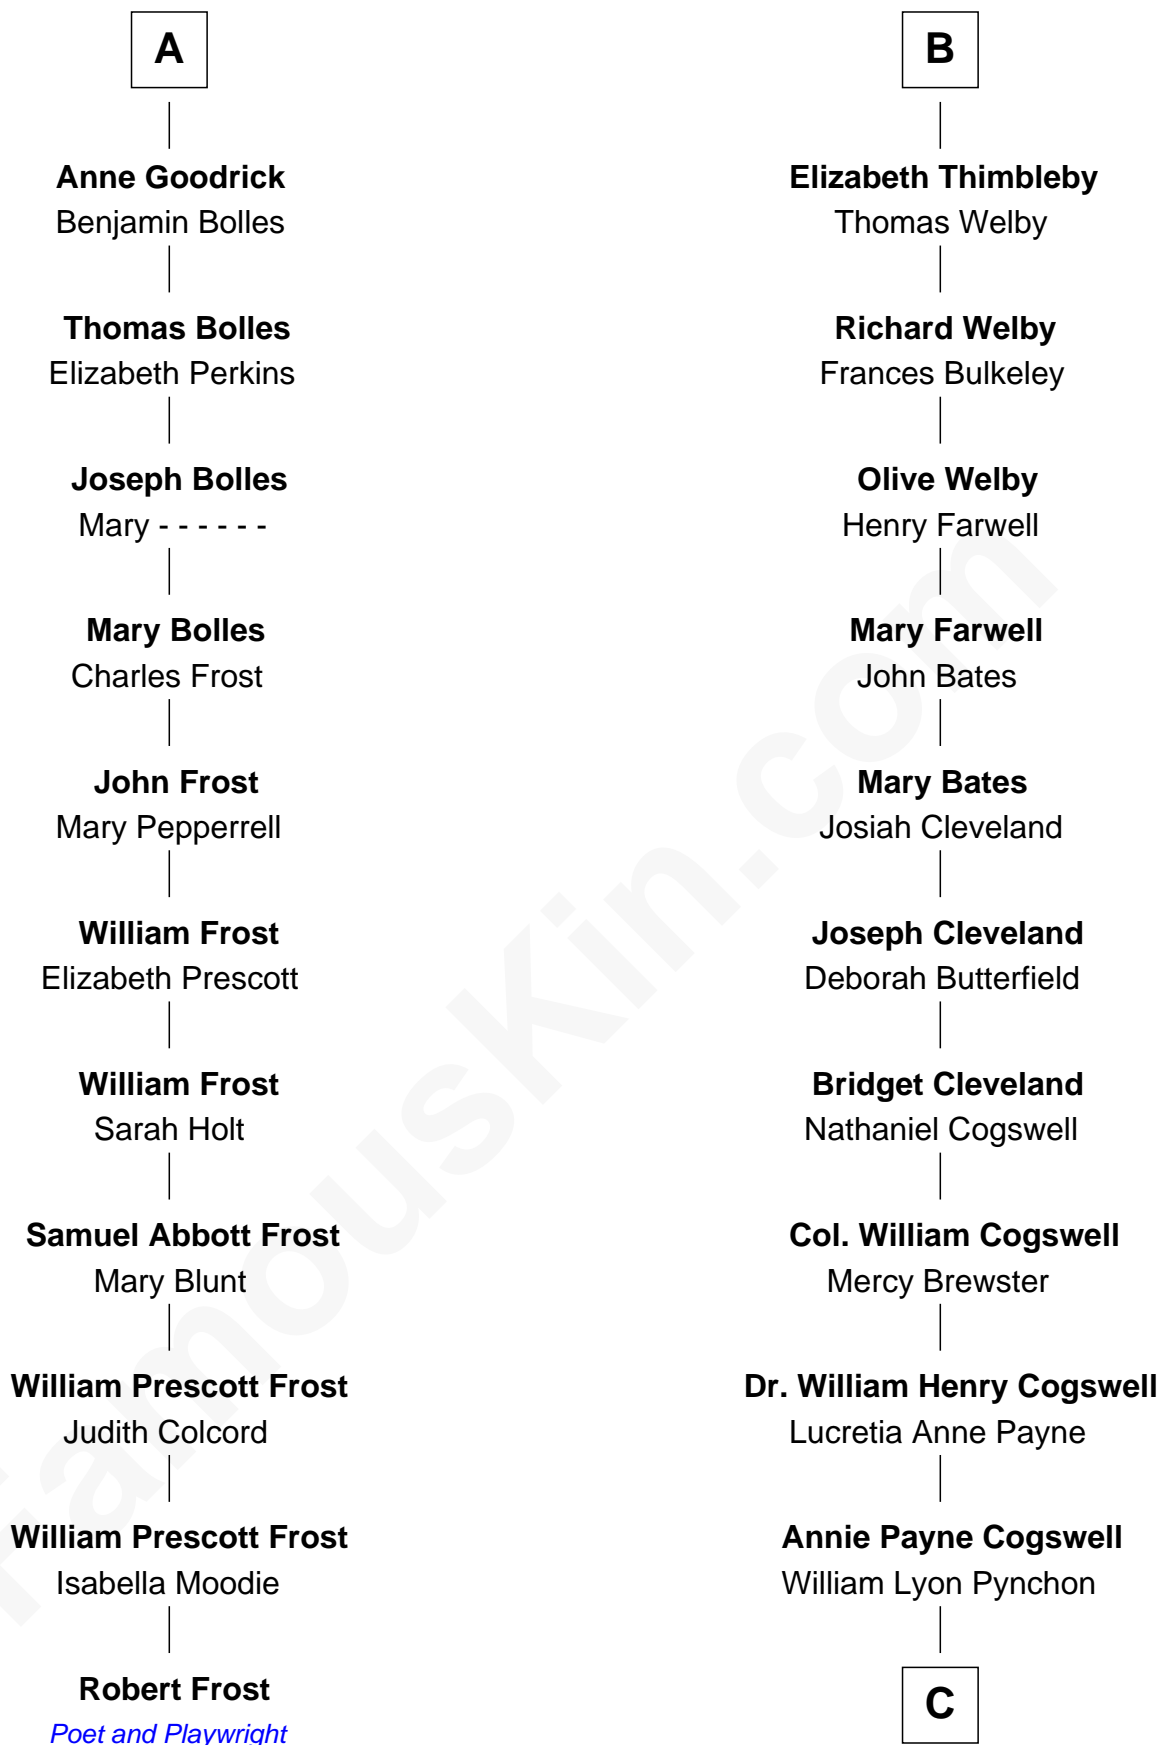 A
Anne Goodrick
Benjamin Bolles
Thomas Bolles
Elizabeth Perkins
Joseph Bolles
Mary - - - - - -
Mary Bolles
Charles Frost
John Frost
Mary Pepperrell
William Frost
Elizabeth Prescott
William Frost
Sarah Holt
Samuel Abbott Frost
Mary Blunt
William Prescott Frost
Judith Colcord
William Prescott Frost
Isabella Moodie
Robert Frost
Poet and Playwright
B
Elizabeth Thimbleby
Thomas Welby
Richard Welby
Frances Bulkeley
Olive Welby
Henry Farwell
Mary Farwell
John Bates
Mary Bates
Josiah Cleveland
Joseph Cleveland
Deborah Butterfield
Bridget Cleveland
Nathaniel Cogswell
Col. William Cogswell
Mercy Brewster
Dr. William Henry Cogswell
Lucretia Anne Payne
Annie Payne Cogswell
William Lyon Pynchon
C
FamousKin.com